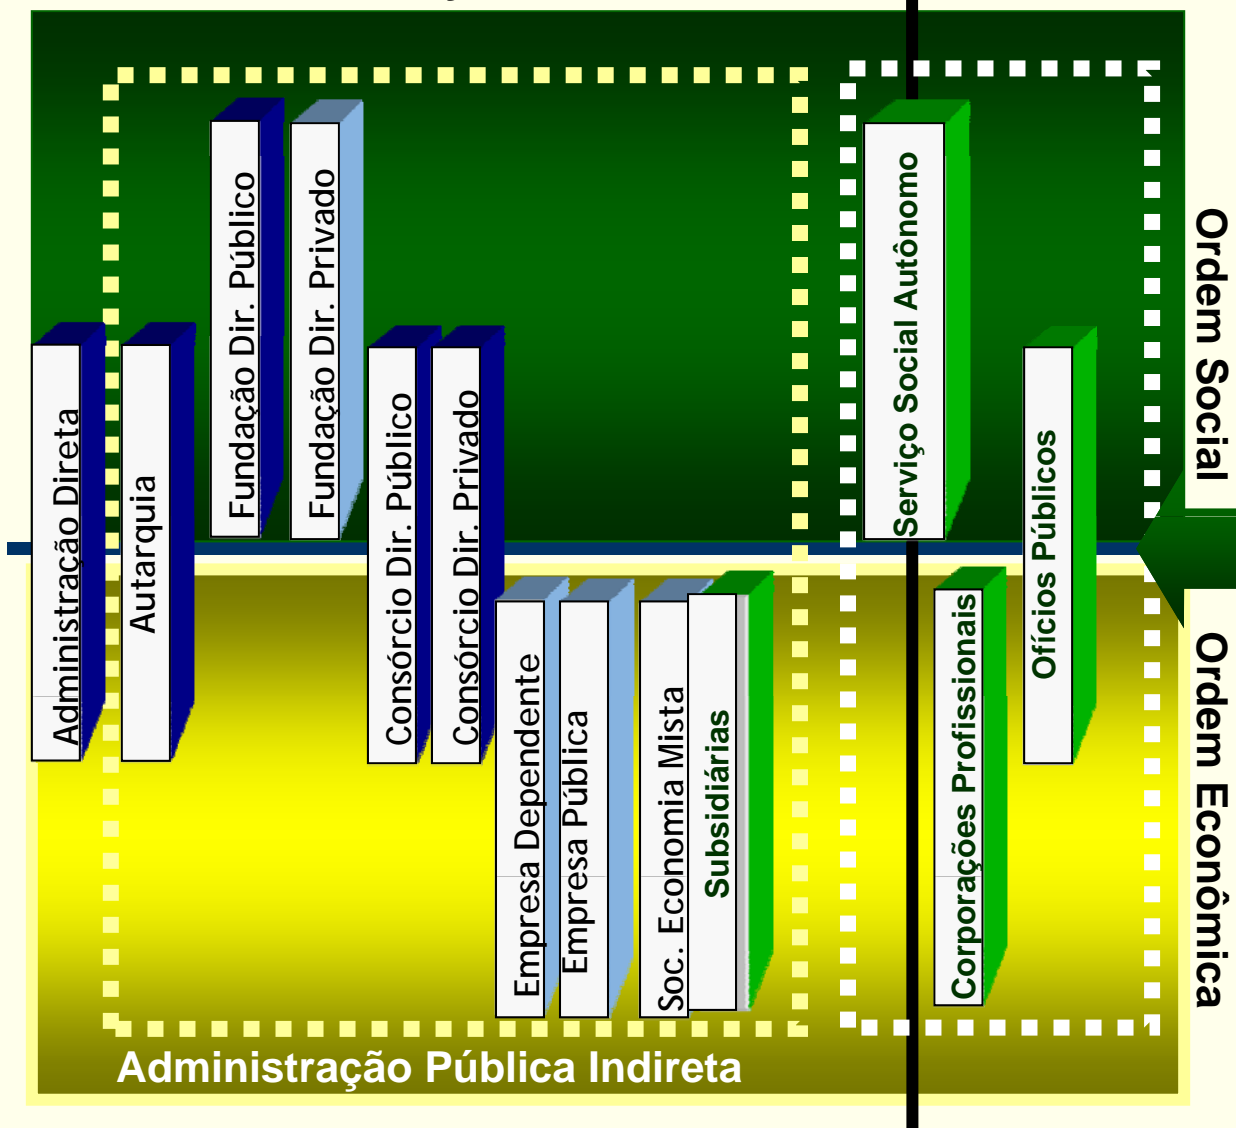 Administração Direta
Autarquia
Fundação Dir. Público
Fundação Dir. Privado
Consórcio Dir. Público
Consórcio Dir. Privado
Empresa Dependente
Empresa Pública
Soc. Economia Mista
Subsidiárias
Serviço Social Autônomo
Corporações Profissionais
Ofícios Públicos
Ordem Social
Ordem Econômica
Administração Pública Indireta